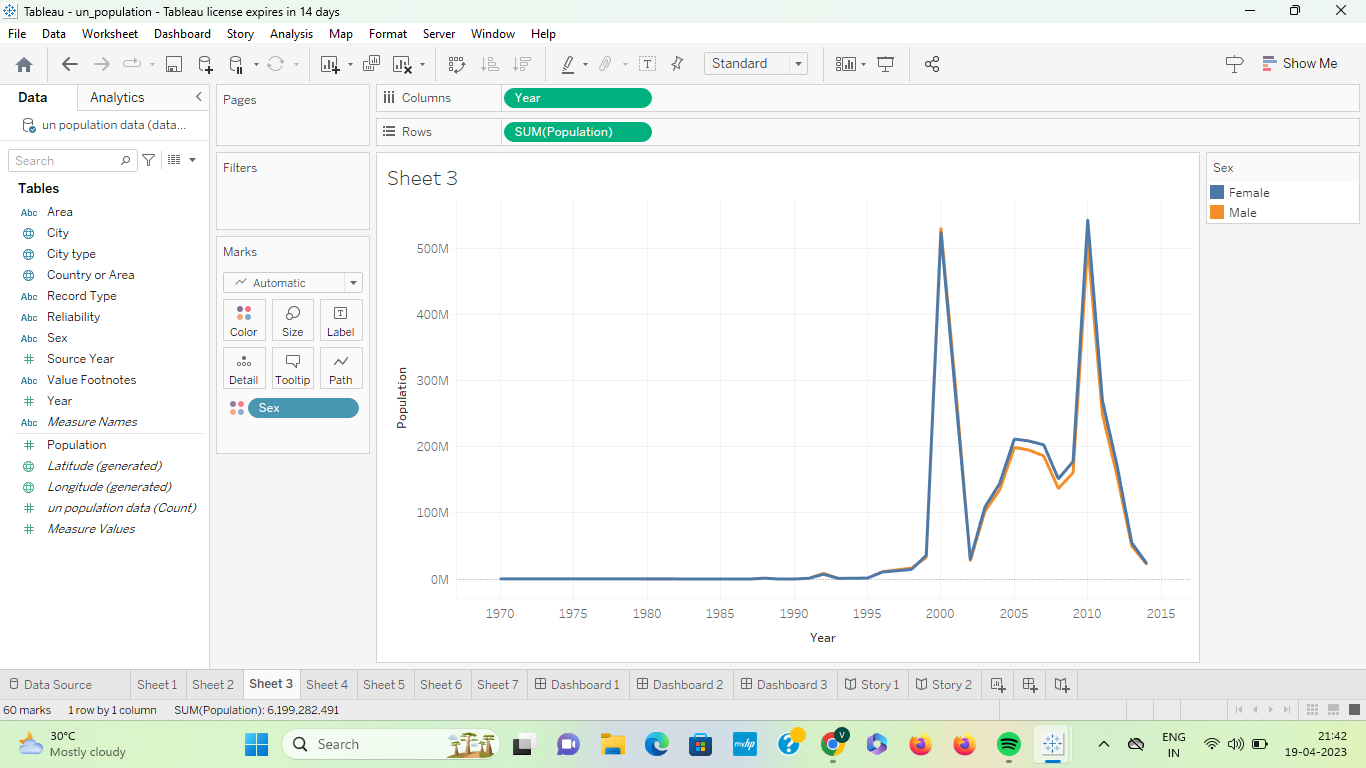 Tableau - un_population - Tableau license expires in 14 days
File Data Worksheet Dashboard Story Analysis Map Format Server Window Help
Standard
Show Me
Data Analytics
un population data (data...
Search
Tables
Abc Area
City
City type
Country or Area
Abc Record Type
Abc Reliability
Abc Sex
# Source Year
Abc Value Footnotes
# Year
Abc Measure Names
# Population
Latitude (generated)
Longitude (generated)
# un population data (Count)
# Measure Values
Pages
Filters
Marks
Automatic
Color Size Label
Detail Tooltip Path
Sex
Columns Year
Rows SUM(Population)
Sheet 3
500M
400M
300M
200M
100M
0M
Population
1970 1975 1980 1985 1990 1995 2000 2005 2010 2015
Year
Sex
Female
Male
Data Source Sheet 1 Sheet 2 Sheet 3 Sheet 4 Sheet 5 Sheet 6 Sheet 7 Dashboard 1 Dashboard 2 Dashboard 3 Story 1 Story 2
60 marks 1 row by 1 column SUM(Population): 6,199,282,491
30°C
Mostly cloudy
Search
myhp
?
V
ENG
IN
21:42
19-04-2023